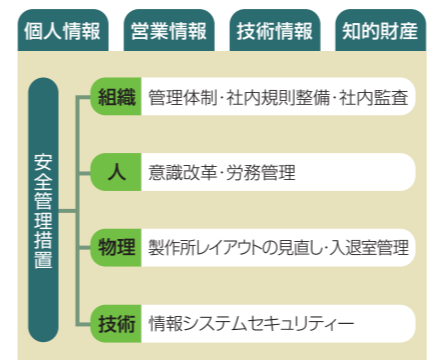 個人情報 営業情報 技術情報 知的財産
安全管理措置
組織 管理体制・社内規則整備・社内監査
人 意識改革・労務管理
物理 製作所レイアウトの見直し・入退室管理
技術 情報システムセキュリティー